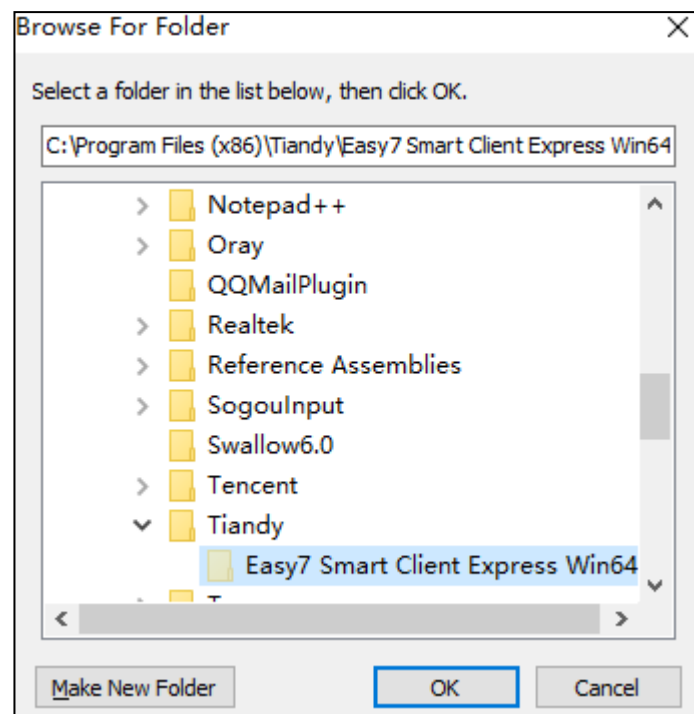 Browse For Folder
Select a folder in the list below, then click OK.
C:\Program Files (x86)\Tiandy\Easy7 Smart Client Express Win64
Notepad++
Oray
QQMailPlugin
Realtek
Reference Assemblies
SogouInput
Swallow6.0
Tencent
Tiandy
Easy7 Smart Client Express Win64
Make New Folder
OK
Cancel